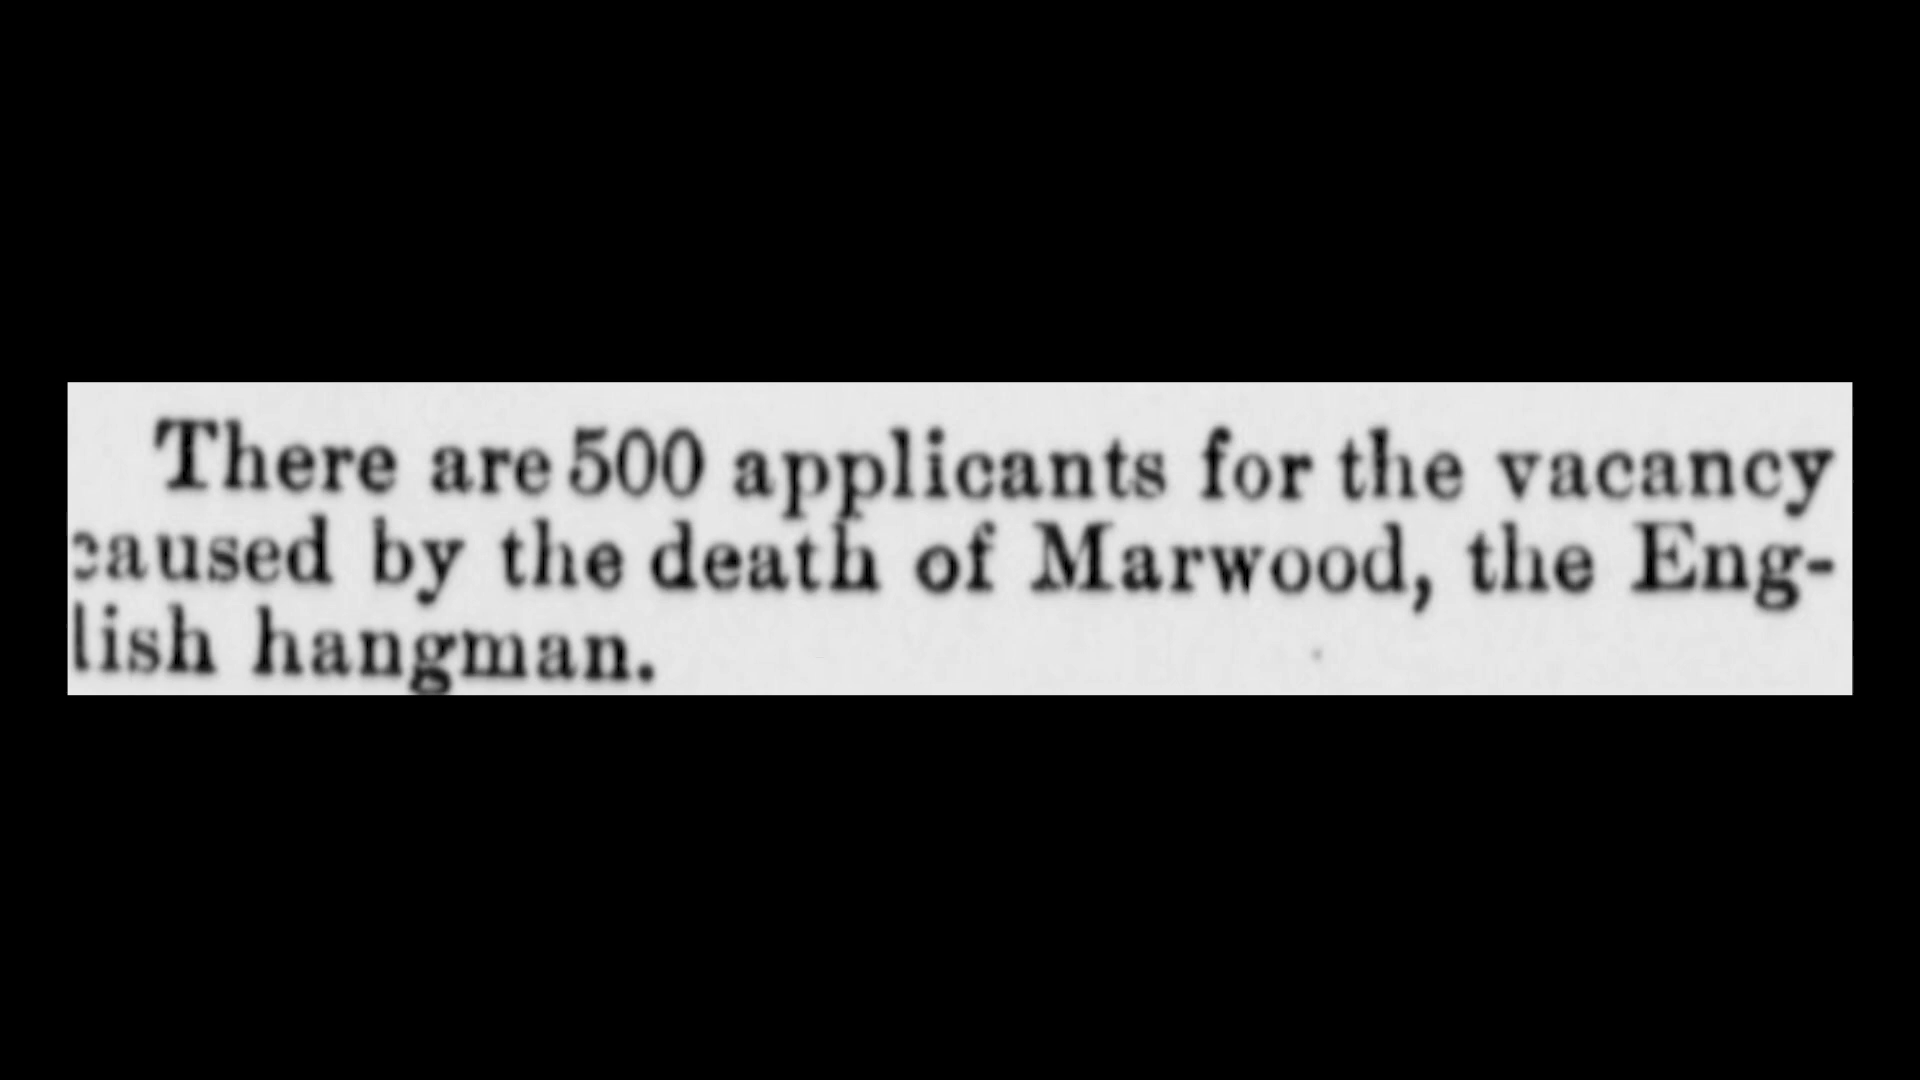 There are 500 applicants for the vacancy
caused by the death of Marwood, the Eng-
lish hangman.